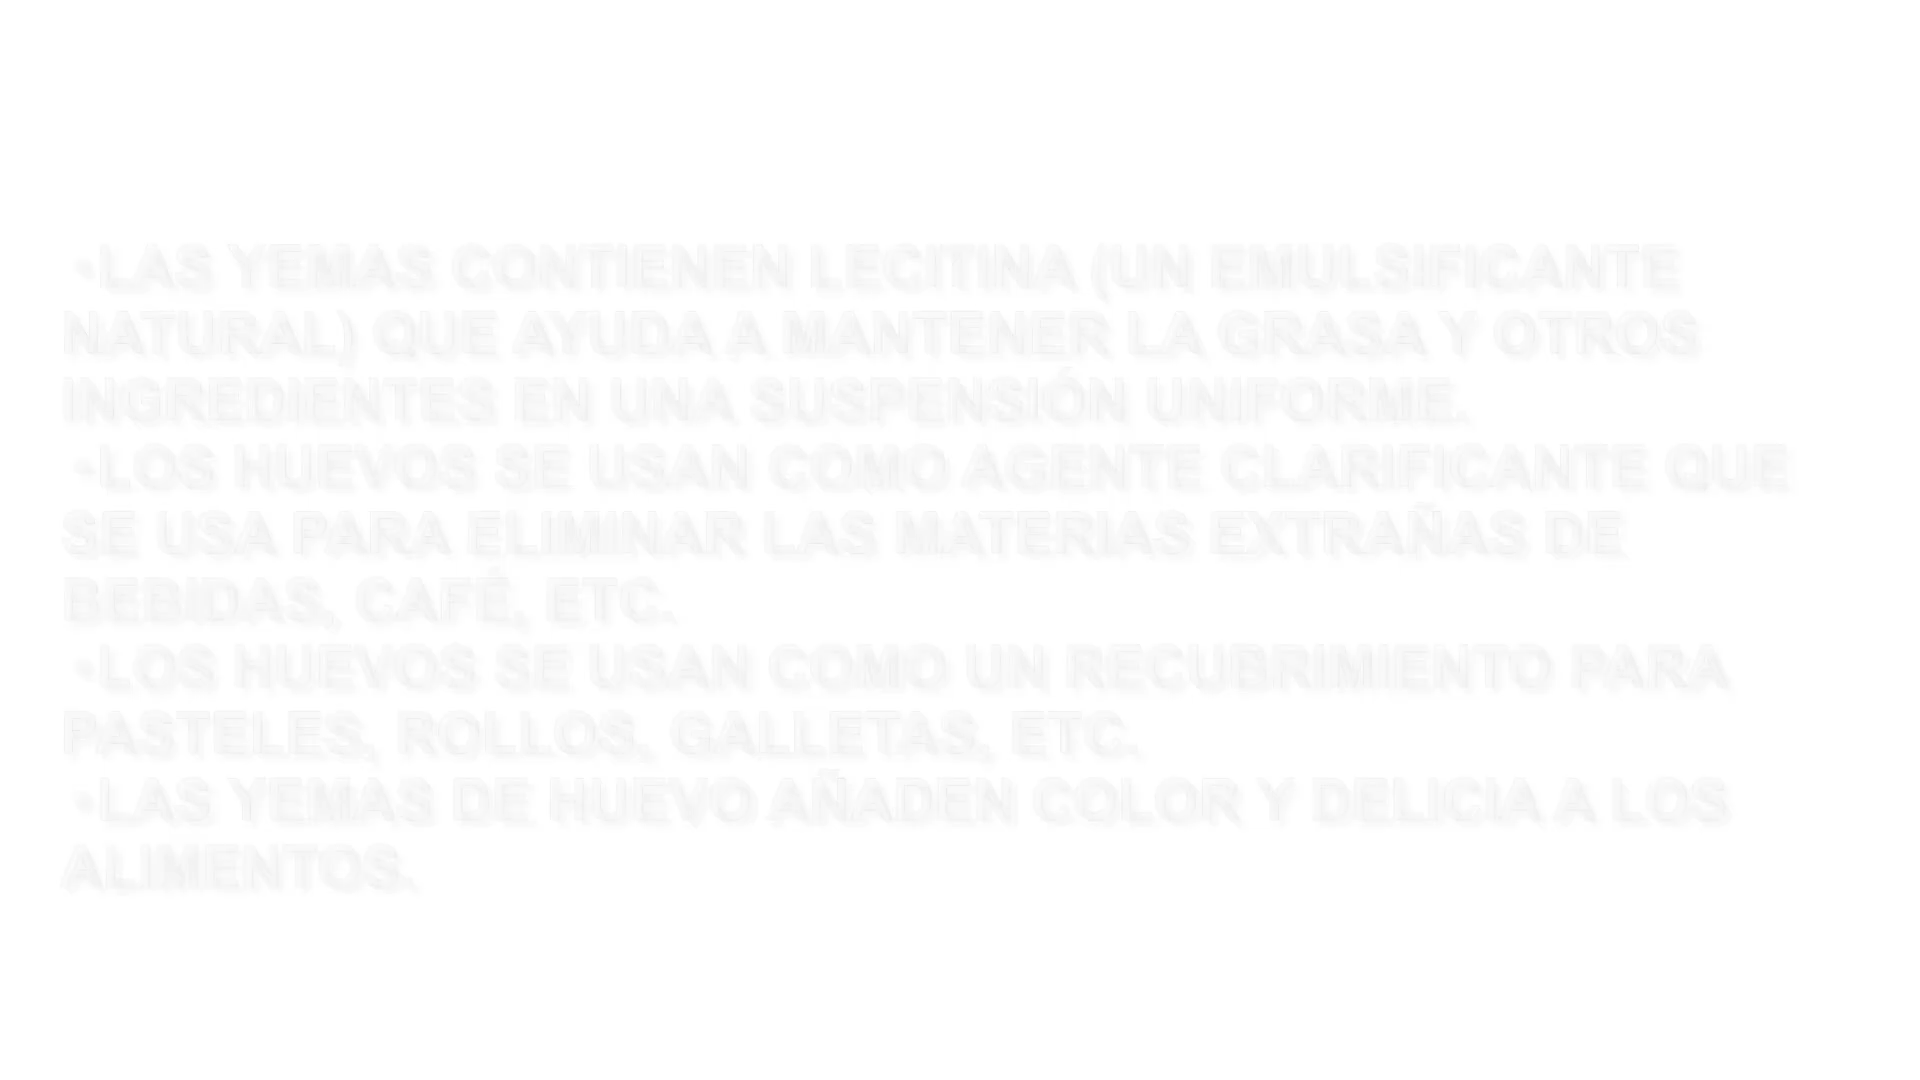 •LAS YEMAS CONTIENEN LECITINA (UN EMULSIFICANTE
NATURAL) QUE AYUDA A MANTENER LA GRASA Y OTROS
INGREDIENTES EN UNA SUSPENSIÓN UNIFORME.
•LOS HUEVOS SE USAN COMO AGENTE CLARIFICANTE QUE
SE USA PARA ELIMINAR LAS MATERIAS EXTRAÑAS DE
BEBIDAS, CAFÉ, ETC.
•LOS HUEVOS SE USAN COMO UN RECUBRIMIENTO PARA
PASTELES, ROLLOS, GALLETAS, ETC.
•LAS YEMAS DE HUEVO AÑADEN COLOR Y DELICIA A LOS
ALIMENTOS.